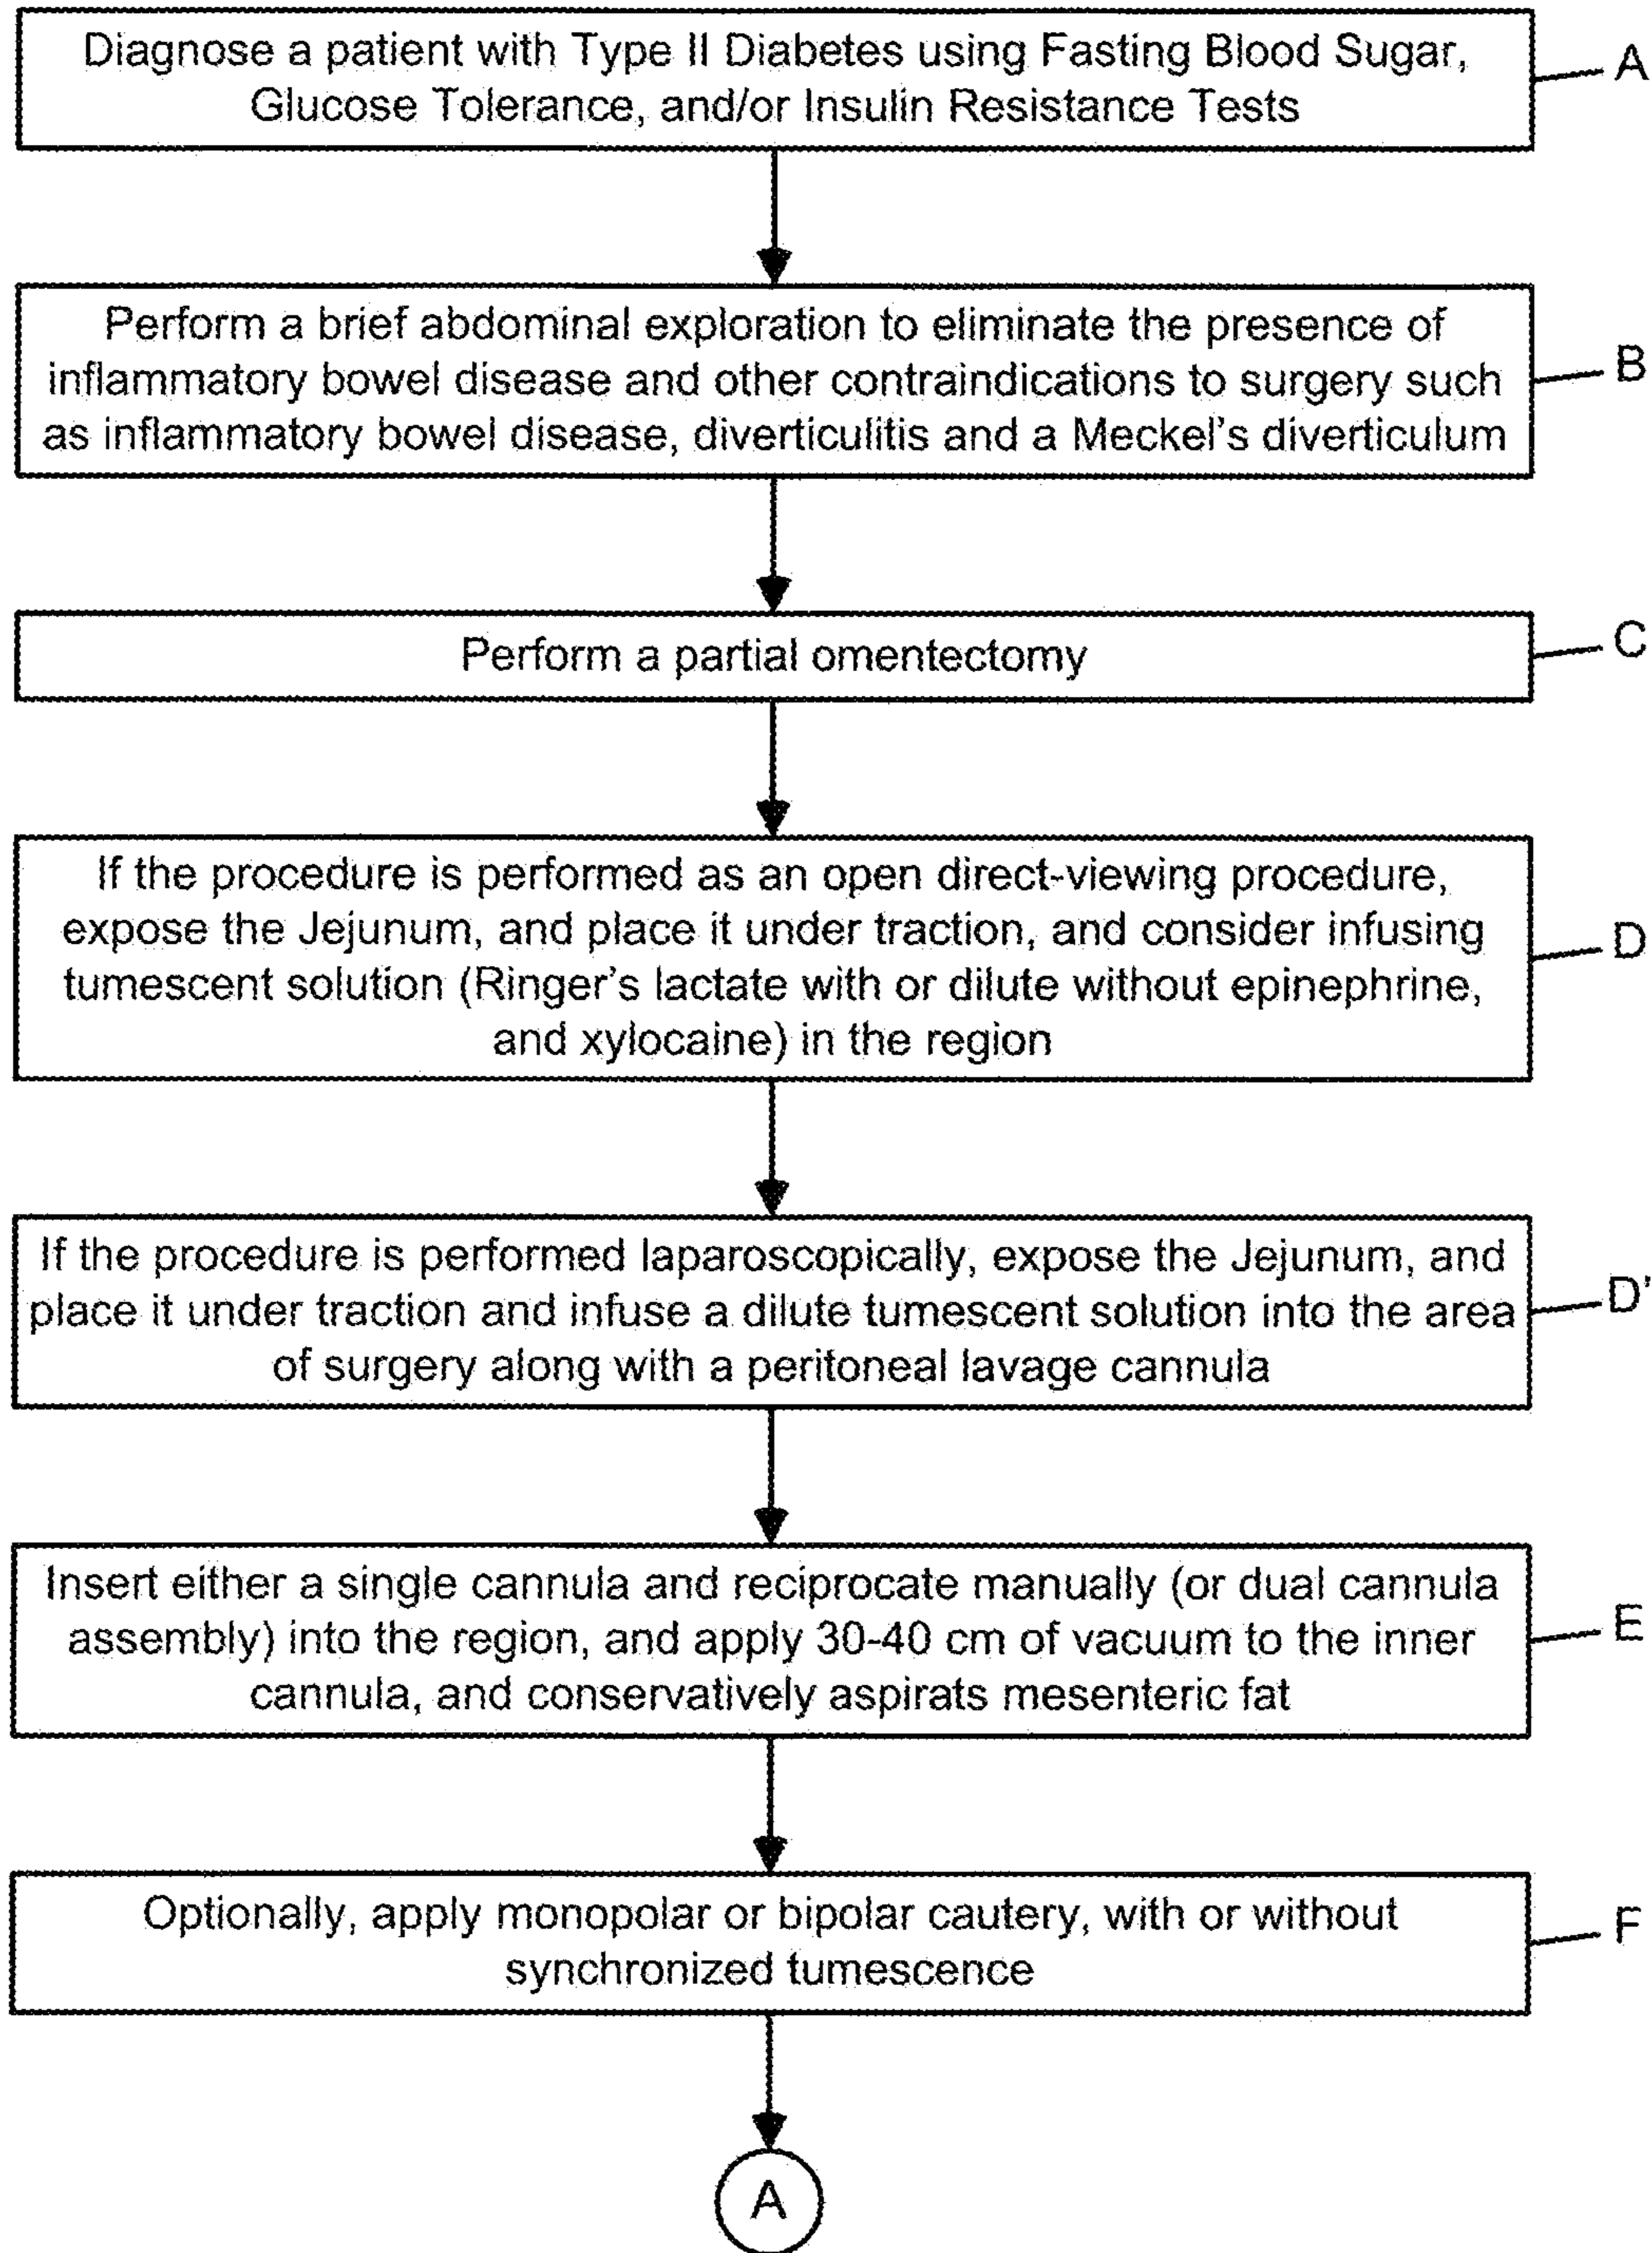 Diagnose a patient with Type II Diabetes using Fasting Blood Sugar,
Glucose Tolerance, and/or Insulin Resistance Tests
A
Perform a brief abdominal exploration to eliminate the presence of
inflammatory bowel disease and other contraindications to surgery such
as inflammatory bowel disease, diverticulitis and a Meckel's diverticulum
B
Perform a partial omentectomy
C
If the procedure is performed as an open direct-viewing procedure,
expose the Jejunum, and place it under traction, and consider infusing
tumescent solution (Ringer's lactate with or dilute without epinephrine,
and xylocaine) in the region
D
If the procedure is performed laparoscopically, expose the Jejunum, and
place it under traction and infuse a dilute tumescent solution into the area
of surgery along with a peritoneal lavage cannula
D'
Insert either a single cannula and reciprocate manually (or dual cannula
assembly) into the region, and apply 30-40 cm of vacuum to the inner
cannula, and conservatively aspirats mesenteric fat
E
Optionally, apply monopolar or bipolar cautery, with or without
synchronized tumescence
F
A